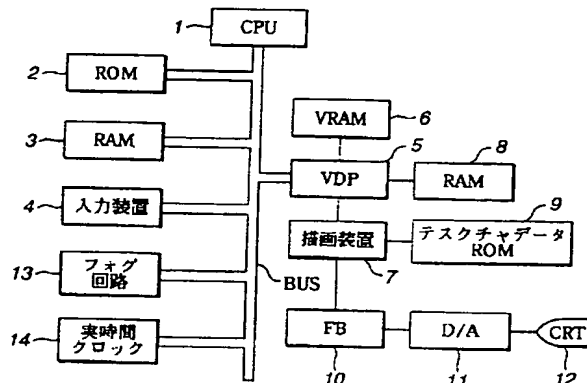 1
CPU
2
ROM
VRAM
6
3
RAM
5
8
VDP
RAM
4
入力装置
9
描画装置
テスクチャデータ
ROM
13
フォグ
回路
BUS
7
14
実時間
クロック
FB
D/A
CRT
10
11
12